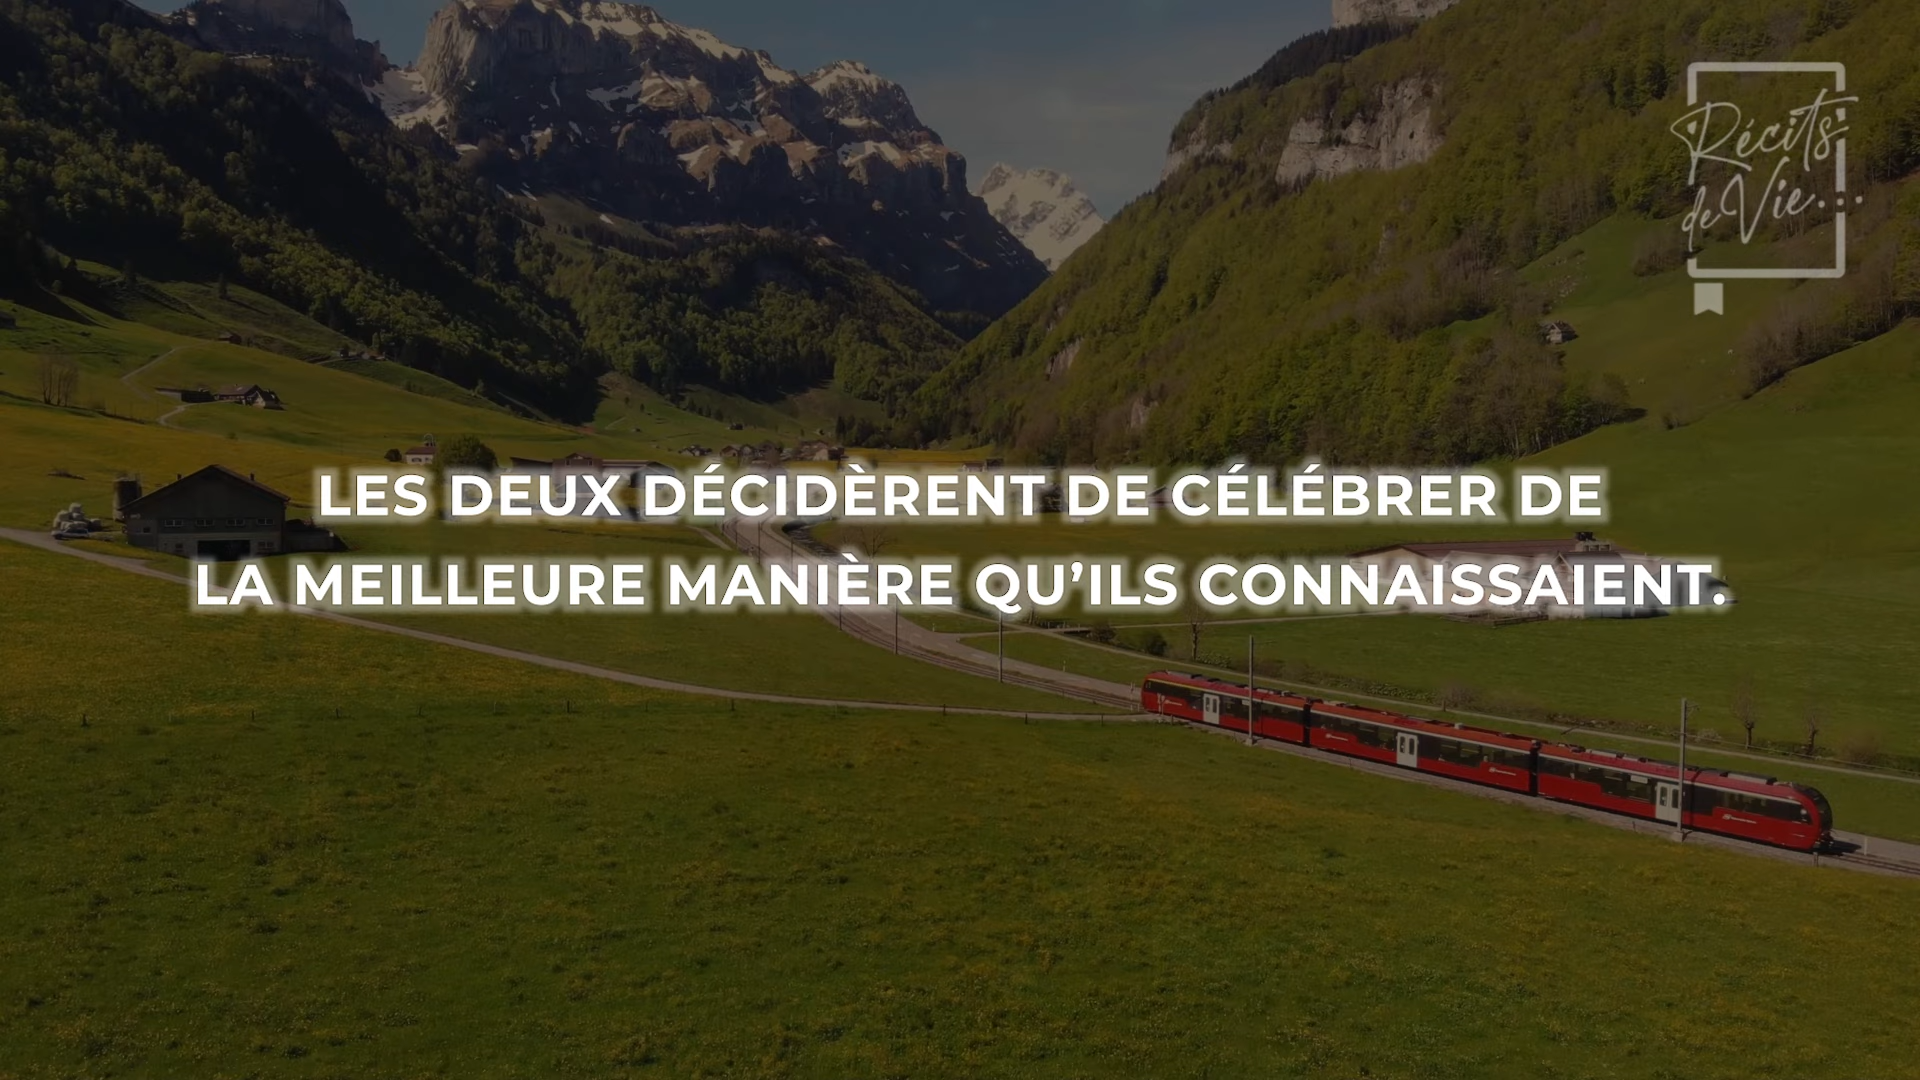 Récits
de Vie...
LES DEUX DÉCIDÈRENT DE CÉLÉBRER DE
LA MEILLEURE MANIÈRE QU’ILS CONNAISSAIENT.